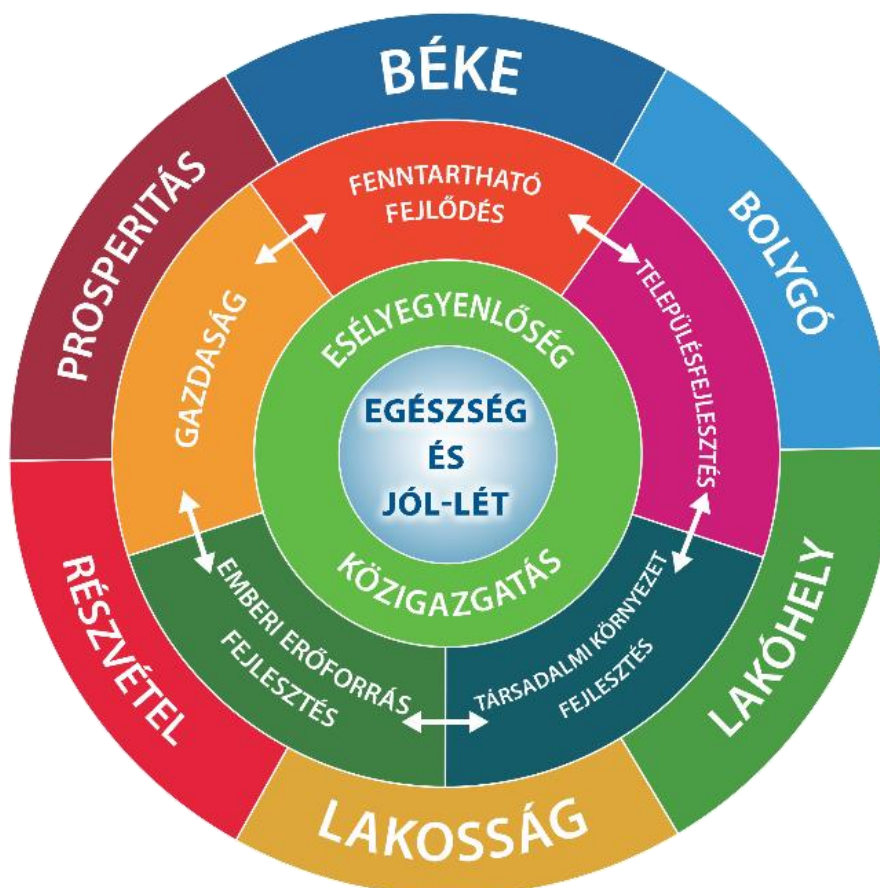 BÉKE
BOLYGÓ
LAKÓHELY
LAKOSSÁG
RÉSZVÉTEL
PROSPERITÁS
FENNTARTHATÓ
FEJLŐDÉS
TELEPÜLÉSFEJLESZTÉS
TÁRSADALMI KÖRNYEZET
FEJLESZTÉS
EMBERI ERŐFORRÁS
FEJLESZTÉS
GAZDASÁG
ESÉLYEGYENLŐSÉG
KÖZIGAZGATÁS
EGÉSZSÉG
ÉS
JÓL-LÉT